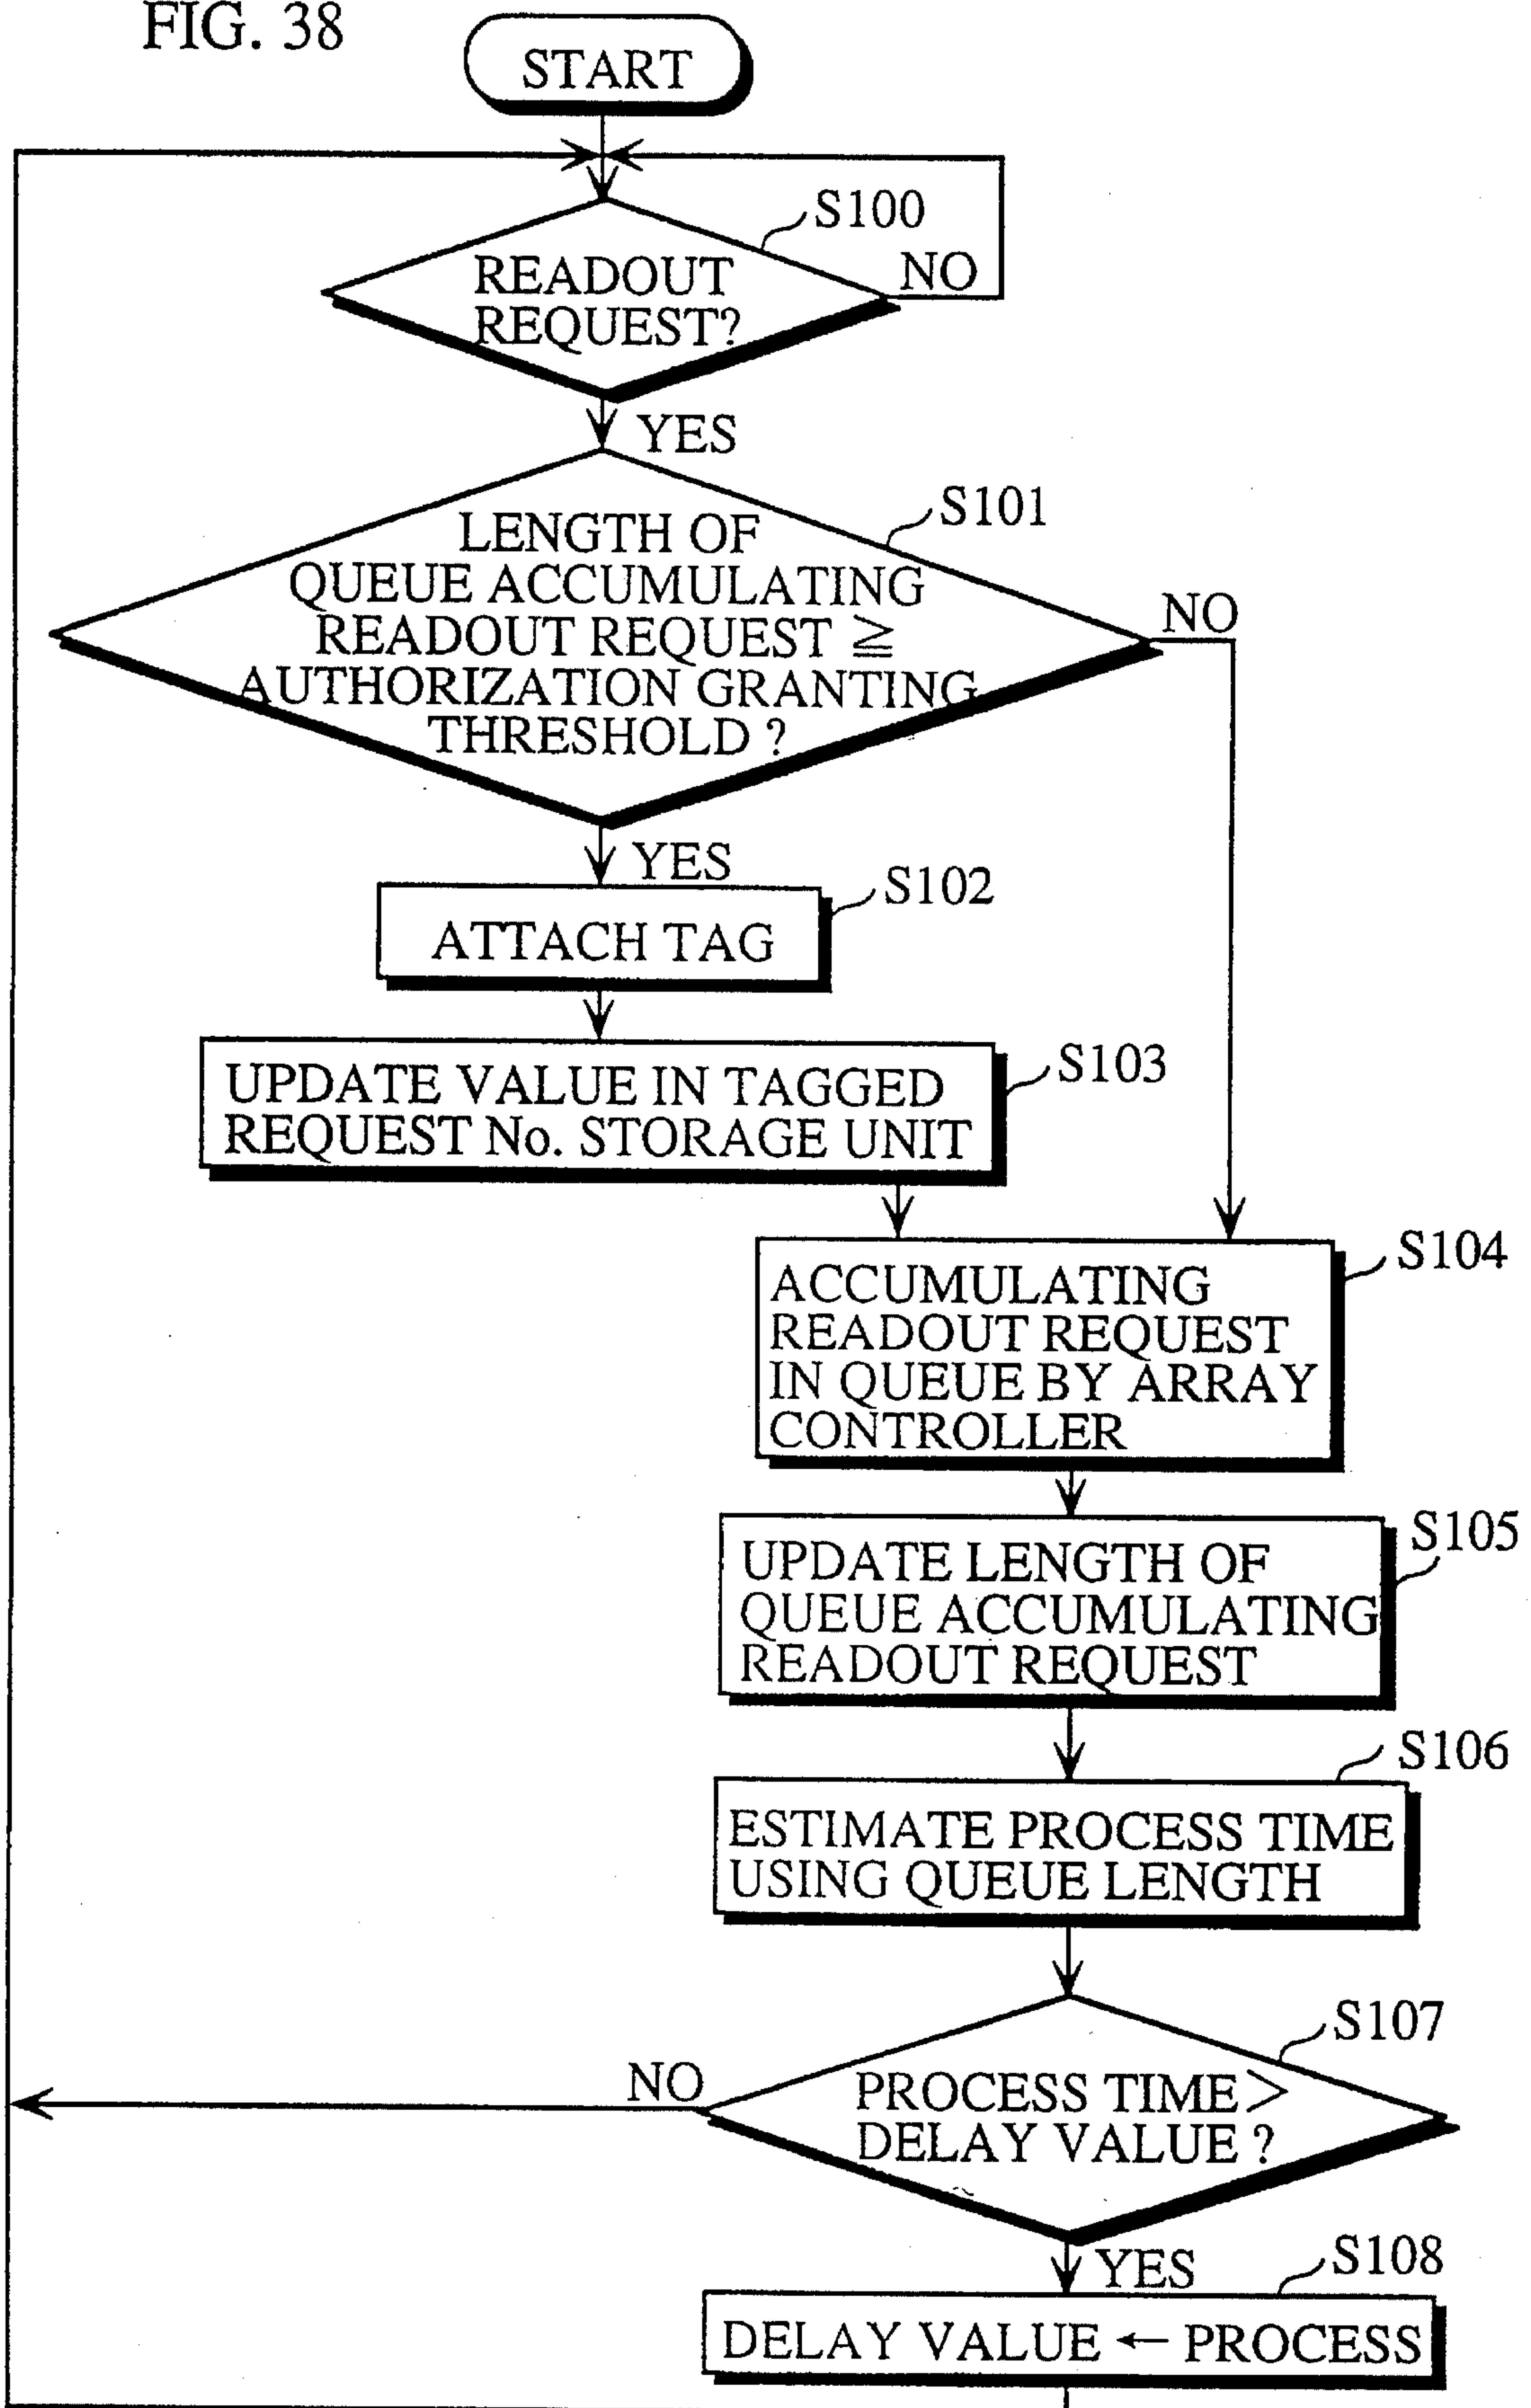 FIG. 38
START
S100
READOUT
REQUEST?
NO
YES
S101
LENGTH OF
QUEUE ACCUMULATING
READOUT REQUEST ≧
AUTHORIZATION GRANTING
THRESHOLD ?
NO
YES
S102
ATTACH TAG
S103
UPDATE VALUE IN TAGGED
REQUEST No. STORAGE UNIT
S104
ACCUMULATING
READOUT REQUEST
IN QUEUE BY ARRAY
CONTROLLER
S105
UPDATE LENGTH OF
QUEUE ACCUMULATING
READOUT REQUEST
S106
ESTIMATE PROCESS TIME
USING QUEUE LENGTH
S107
NO
PROCESS TIME >
DELAY VALUE ?
YES
S108
DELAY VALUE ← PROCESS